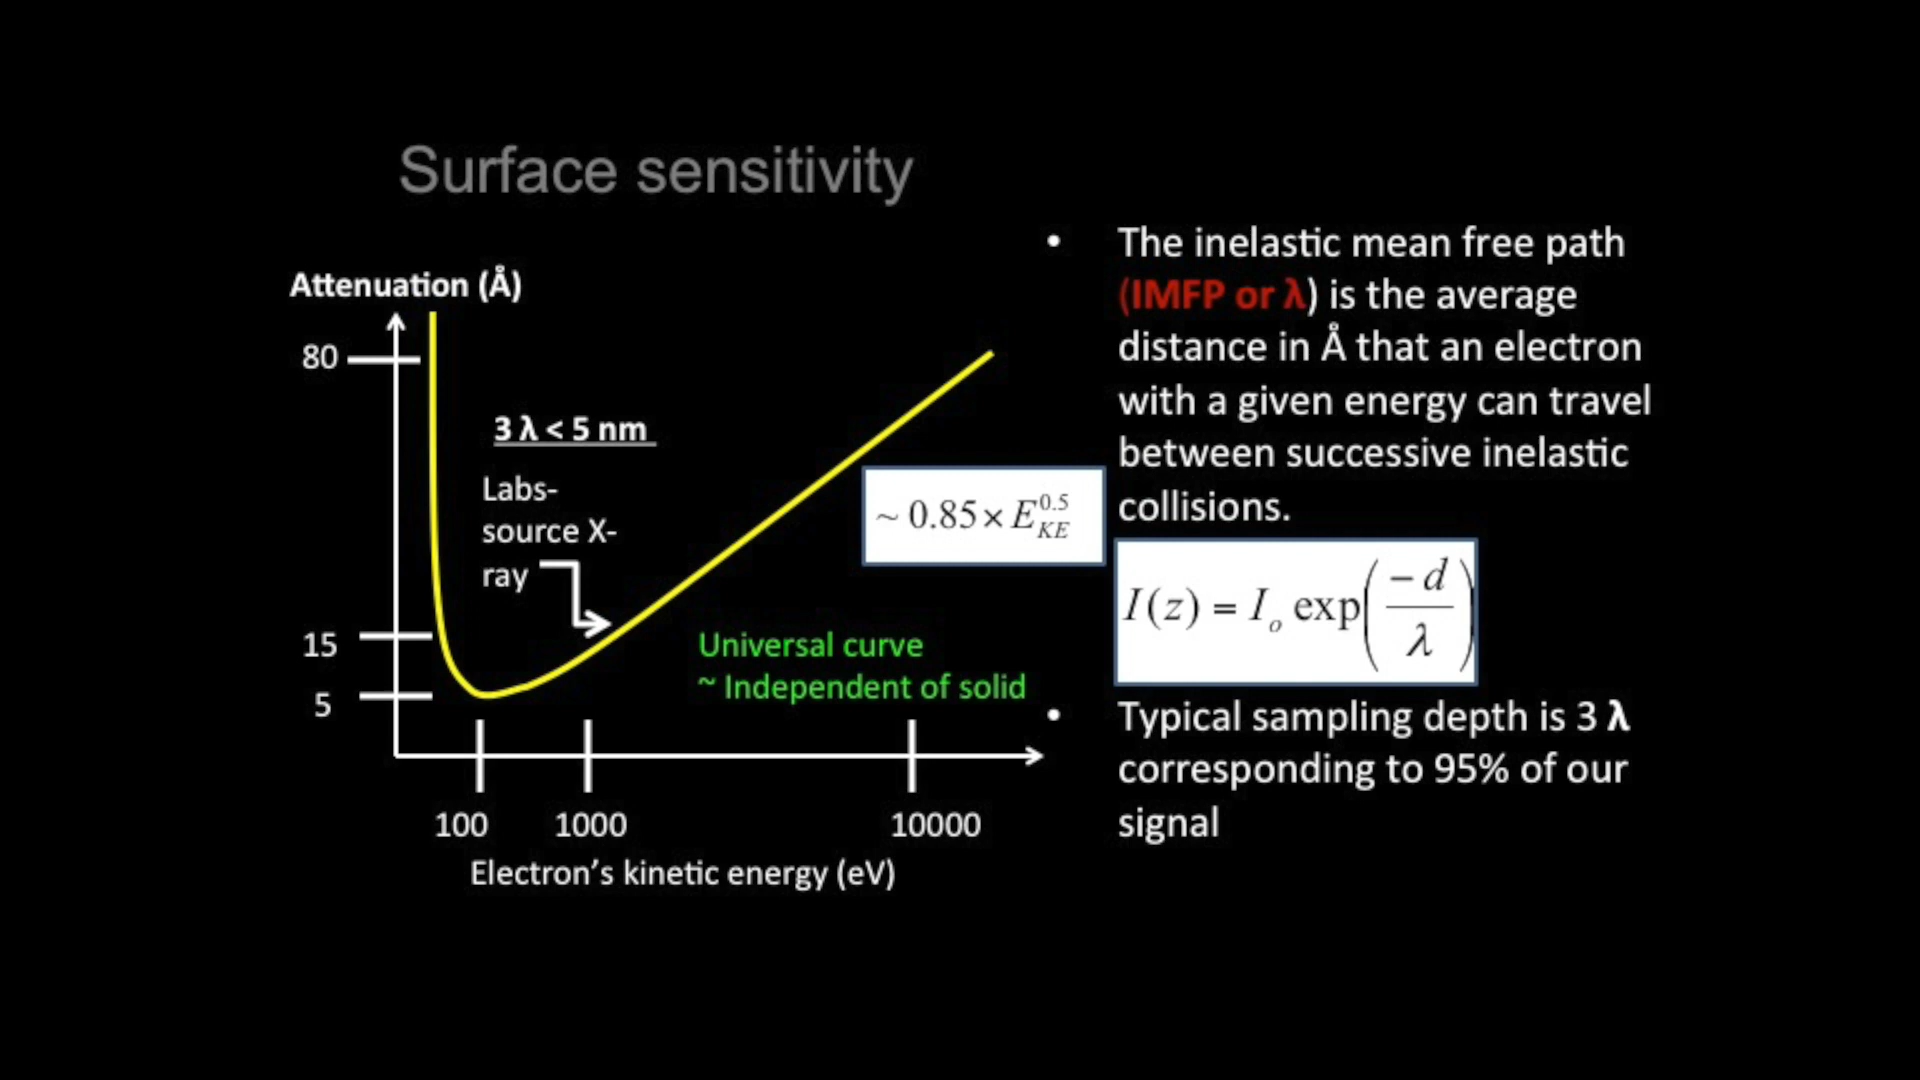 Surface sensitivity
Attenuation (Å)
80
3 λ < 5 nm
Labs-
source X-
ray
15
5
Universal curve
~ Independent of solid
~ 0.85 × E_{KE}^{0.5}
100 1000 10000
Electron’s kinetic energy (eV)
• The inelastic mean free path
(IMFP or λ) is the average
distance in Å that an electron
with a given energy can travel
between successive inelastic
collisions.
I(z) = I_o exp(-d/λ)
• Typical sampling depth is 3 λ
corresponding to 95% of our
signal